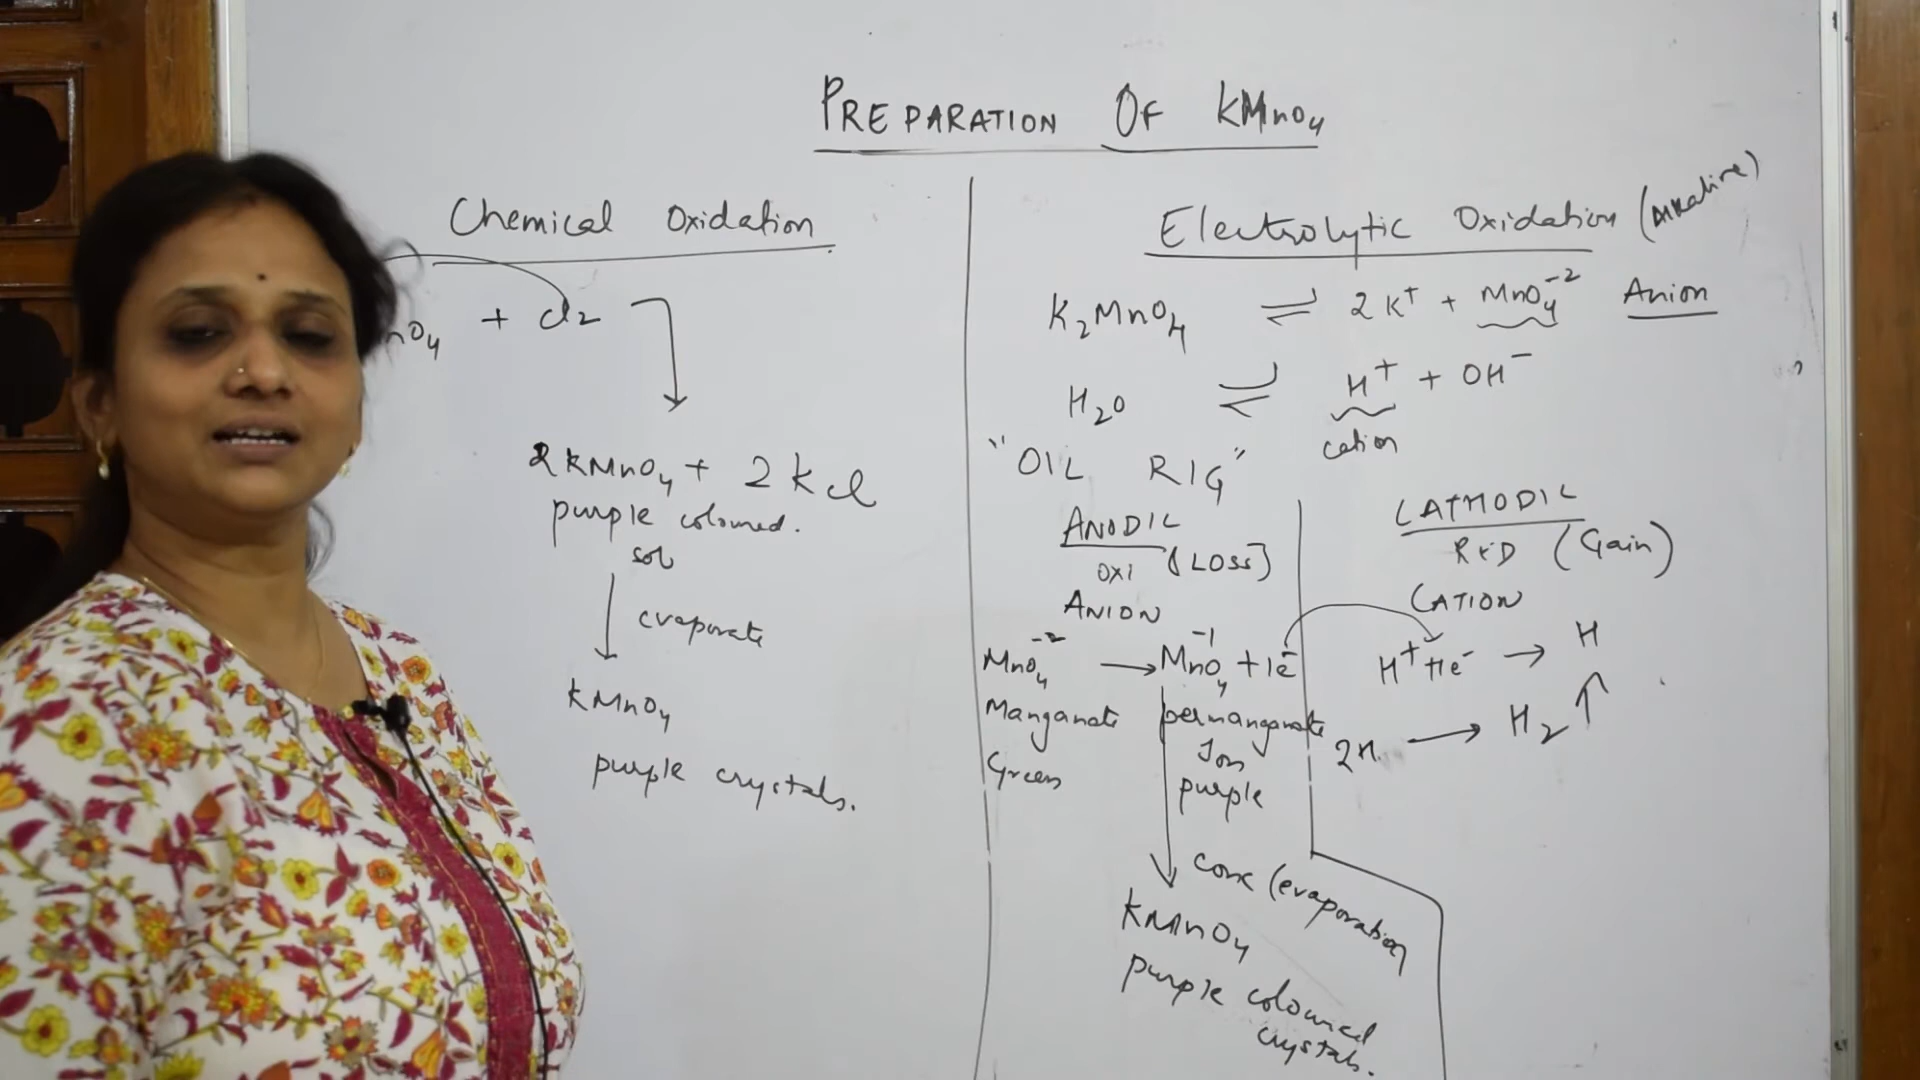 PREPARATION OF KMnO4
Chemical Oxidation
nO4 + Cl2
2KMnO4 + 2KCl
purple coloured.
sol
evaporate
KMnO4
purple crystals.
Electrolytic Oxidation (Alkaline)
K2MnO4 ⇌ 2K+ + MnO4-2 Anion
H2O ⇌ H+ + OH-
cation
"OIL RIG"
ANODIC
OXI (LOSS)
ANION
MnO4-2 → MnO4-1 + 1e-
Manganate permanganate
Ion
Green purple
conc (evaporation
KMnO4
purple coloured
crystals.
CATHODIC
RED (Gain)
CATION
H+ + 1e- → H
2H → H2 ↑